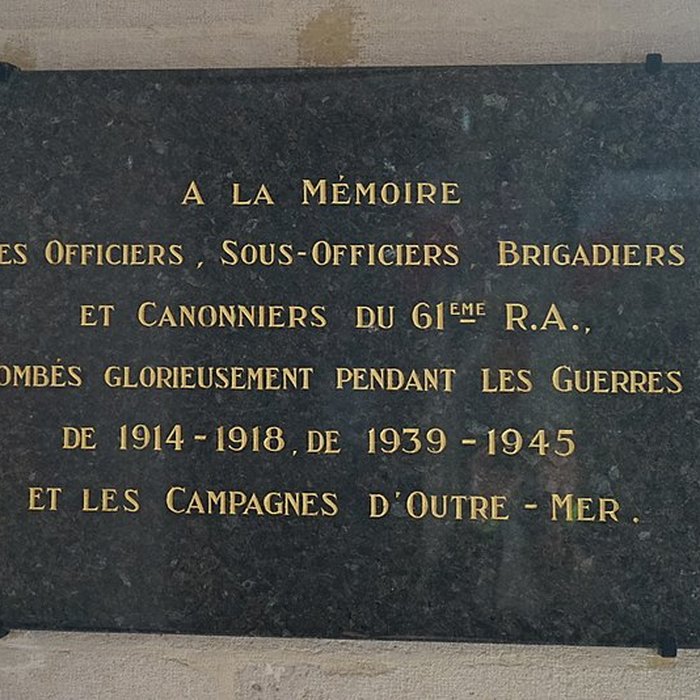 A LA MÉMOIRE
ES OFFICIERS, SOUS-OFFICIERS, BRIGADIERS
ET CANONNIERS DU 61ÈME R.A.,
OMBÉS GLORIEUSEMENT PENDANT LES GUERRES
DE 1914-1918, DE 1939-1945
ET LES CAMPAGNES D'OUTRE-MER.